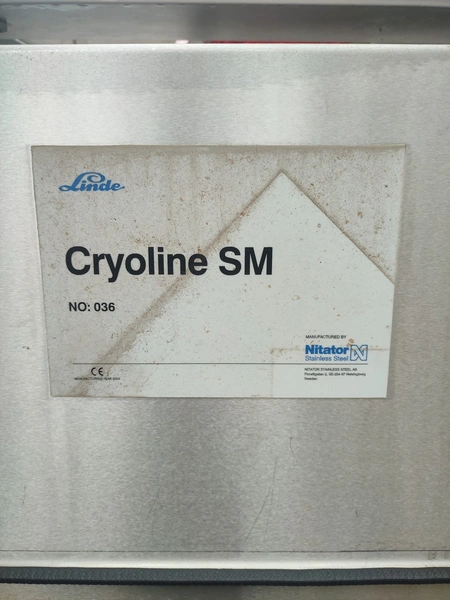 Linde
Cryoline SM
NO: 036
MANUFACTURED BY
Nitator
Stainless Steel
CE
NITATOR STAINLESS STEEL AB
Sweden